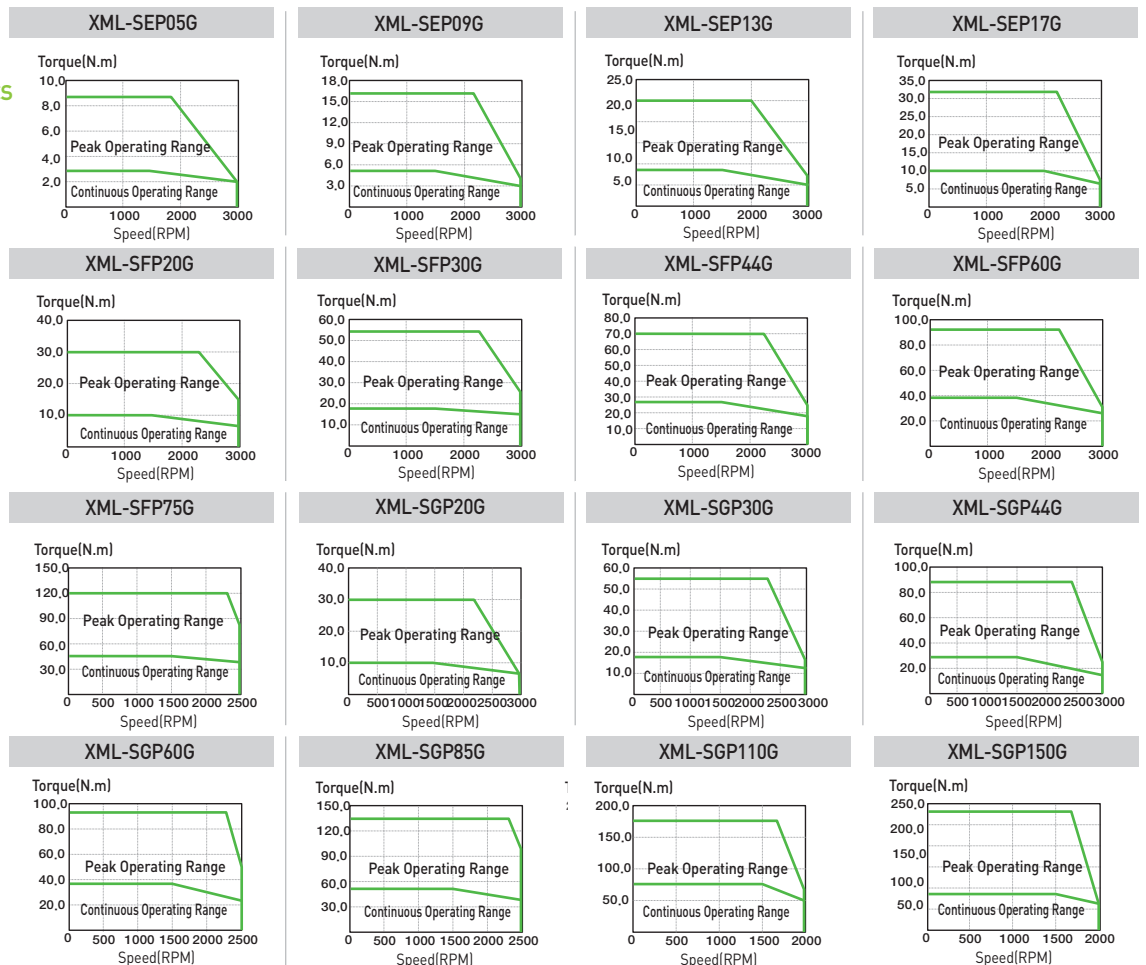 XML-SEP05G XML-SEP09G XML-SEP13G XML-SEP17G
s
Torque(N.m) Torque(N.m) Torque(N.m) Torque(N.m)
10,0 18,0 25,0 35,0
8,0 15,0 20,0 30,0
6,0 12,0 15,0 25,0
4,0 9,0 10,0 20,0
2,0 6,0 5,0 15,0
3,0 10,0
5,0
Peak Operating Range Peak Operating Range Peak Operating Range Peak Operating Range
Continuous Operating Range Continuous Operating Range Continuous Operating Range Continuous Operating Range
0 1000 2000 3000 0 1000 2000 3000 0 1000 2000 3000 0 1000 2000 3000
Speed(RPM) Speed(RPM) Speed(RPM) Speed(RPM)
XML-SFP20G XML-SFP30G XML-SFP44G XML-SFP60G
Torque(N.m) Torque(N.m) Torque(N.m) Torque(N.m)
40,0 60,0 80,0 100,0
30,0 50,0 70,0 80,0
20,0 40,0 60,0 60,0
10,0 30,0 50,0 40,0
20,0 40,0 20,0
10,0 30,0
20,0
10,0
Peak Operating Range Peak Operating Range Peak Operating Range Peak Operating Range
Continuous Operating Range Continuous Operating Range Continuous Operating Range Continuous Operating Range
0 1000 2000 3000 0 1000 2000 3000 0 1000 2000 3000 0 1000 2000 3000
Speed(RPM) Speed(RPM) Speed(RPM) Speed(RPM)
XML-SFP75G XML-SGP20G XML-SGP30G XML-SGP44G
Torque(N.m) Torque(N.m) Torque(N.m) Torque(N.m)
150,0 40,0 60,0 100,0
120,0 30,0 50,0 80,0
90,0 20,0 40,0 60,0
60,0 10,0 30,0 40,0
30,0 20,0 20,0
10,0
Peak Operating Range Peak Operating Range Peak Operating Range Peak Operating Range
Continuous Operating Range Continuous Operating Range Continuous Operating Range Continuous Operating Range
0 500 1000 1500 2000 2500 0 500 1000 1500 2000 2500 3000 0 500 1000 1500 2000 2500 3000 0 500 1000 1500 2000 2500 3000
Speed(RPM) Speed(RPM) Speed(RPM) Speed(RPM)
XML-SGP60G XML-SGP85G XML-SGP110G XML-SGP150G
Torque(N.m) Torque(N.m) Torque(N.m) Torque(N.m)
100,0 150,0 200,0 250,0
80,0 120,0 150,0 200,0
60,0 90,0 100,0 150,0
40,0 60,0 50,0 100,0
20,0 30,0 50,0
Peak Operating Range Peak Operating Range Peak Operating Range Peak Operating Range
Continuous Operating Range Continuous Operating Range Continuous Operating Range Continuous Operating Range
0 500 1000 1500 2000 2500 0 500 1000 1500 2000 2500 0 500 1000 1500 2000 0 500 1000 1500 2000
Speed(RPM) Speed(RPM) Speed(RPM) Speed(RPM)